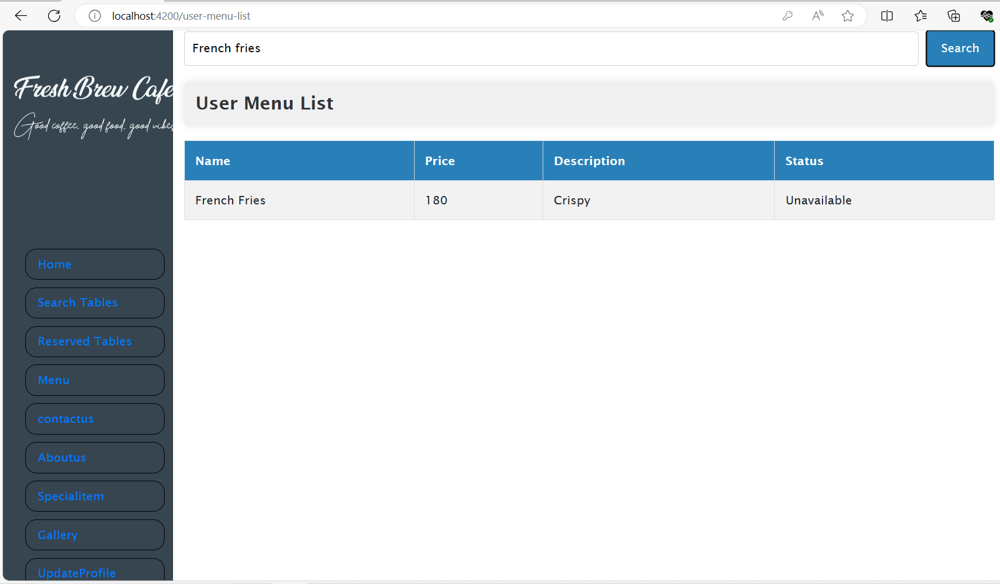 localhost:4200/user-menu-list
Fresh Brew Cafe
Good coffee, good food, good vibes
Home
Search Tables
Reserved Tables
Menu
contactus
Aboutus
Specialitem
Gallery
UpdateProfile
French fries
Search
User Menu List
Name Price Description Status
French Fries 180 Crispy Unavailable